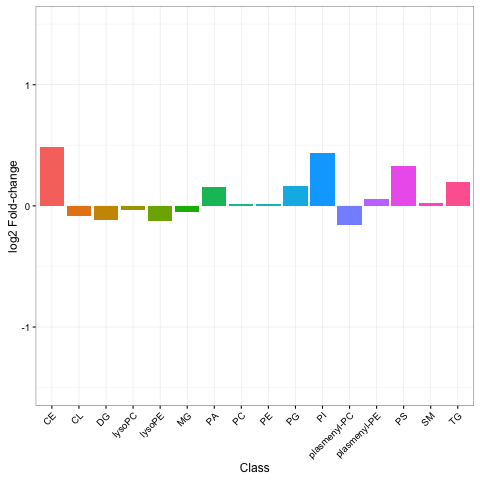 log2 Fold-change
1
0
-1
CE
CL
DG
lysoPC
lysoPE
MG
PA
PC
PE
PG
PI
plasmenyl-PC
plasmenyl-PE
PS
SM
TG
Class